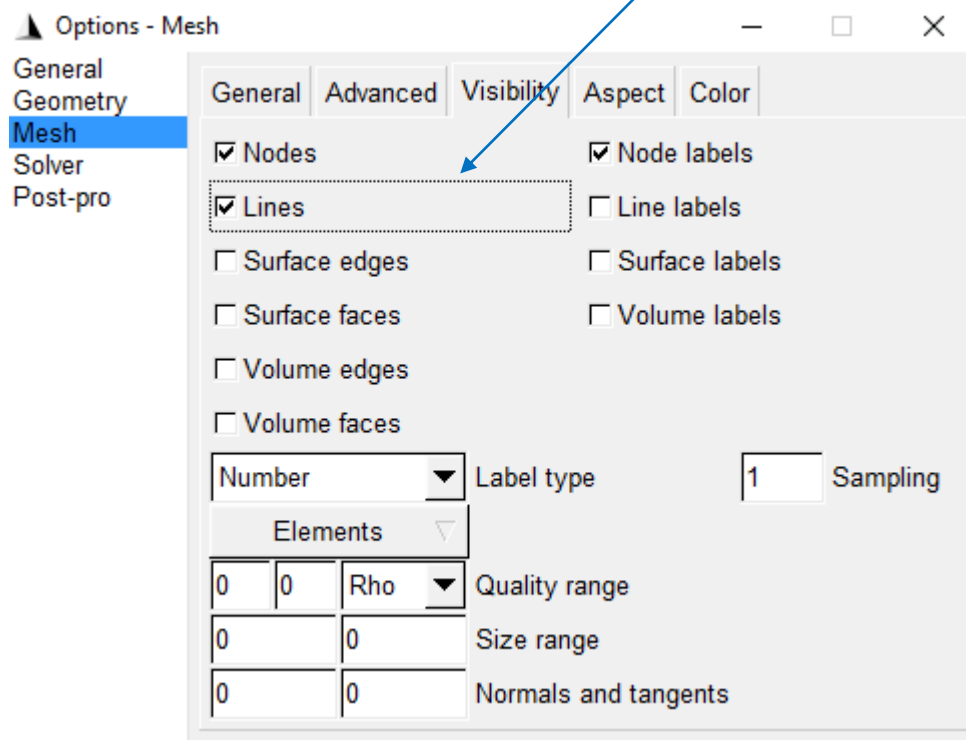 Options - Mesh
General
Geometry
Mesh
Solver
Post-pro
General Advanced Visibility Aspect Color
Nodes Node labels
Lines Line labels
Surface edges Surface labels
Surface faces Volume labels
Volume edges
Volume faces
Number Label type 1 Sampling
Elements
0 0 Rho Quality range
0 0 Size range
0 0 Normals and tangents